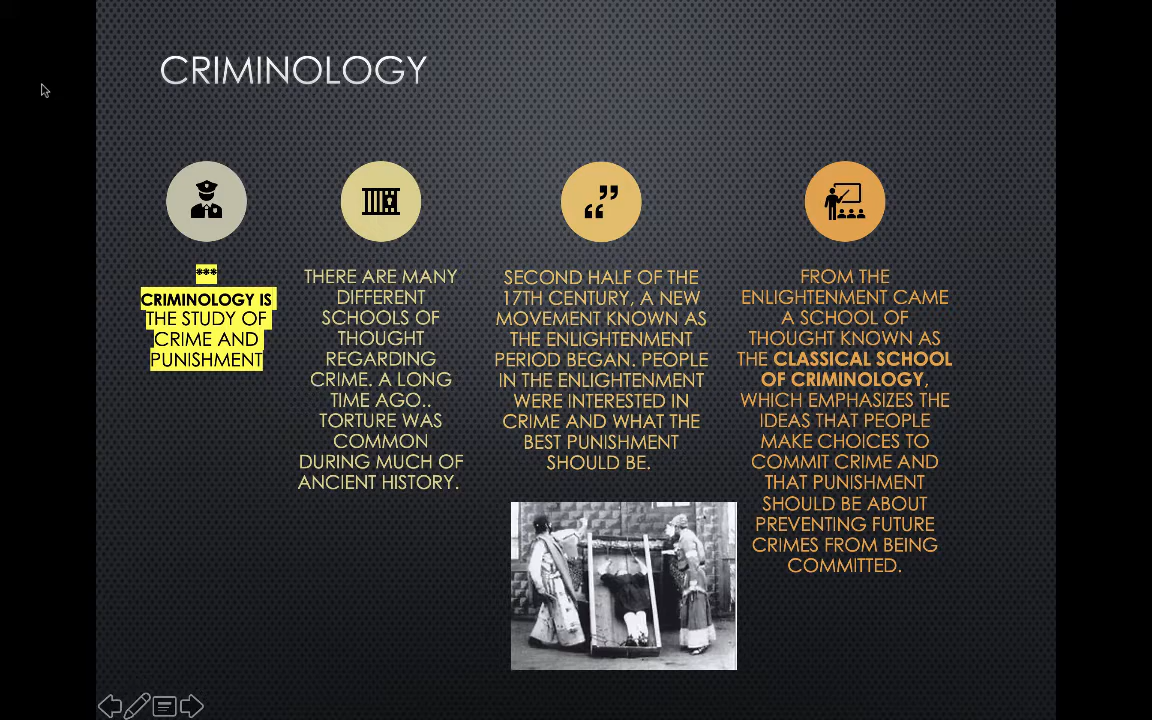 CRIMINOLOGY
***
CRIMINOLOGY IS
THE STUDY OF
CRIME AND
PUNISHMENT
THERE ARE MANY
DIFFERENT
SCHOOLS OF
THOUGHT
REGARDING
CRIME. A LONG
TIME AGO..
TORTURE WAS
COMMON
DURING MUCH OF
ANCIENT HISTORY.
SECOND HALF OF THE
17TH CENTURY, A NEW
MOVEMENT KNOWN AS
THE ENLIGHTENMENT
PERIOD BEGAN. PEOPLE
IN THE ENLIGHTENMENT
WERE INTERESTED IN
CRIME AND WHAT THE
BEST PUNISHMENT
SHOULD BE.
FROM THE
ENLIGHTENMENT CAME
A SCHOOL OF
THOUGHT KNOWN AS
THE CLASSICAL SCHOOL
OF CRIMINOLOGY,
WHICH EMPHASIZES THE
IDEAS THAT PEOPLE
MAKE CHOICES TO
COMMIT CRIME AND
THAT PUNISHMENT
SHOULD BE ABOUT
PREVENTING FUTURE
CRIMES FROM BEING
COMMITTED.